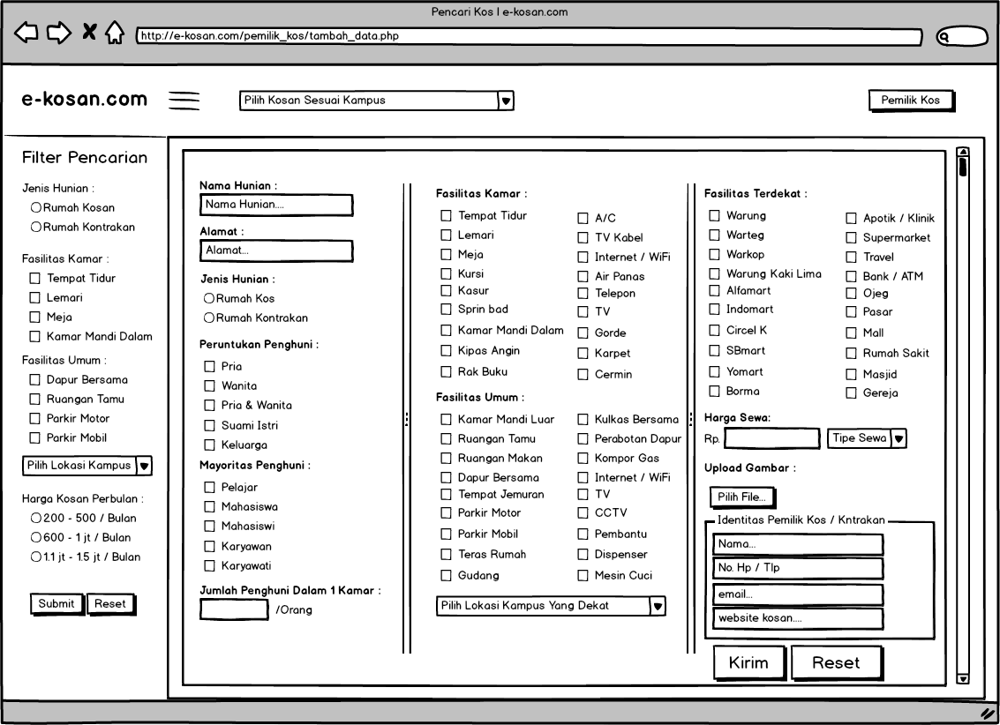 Pencari Kos | e-kosan.com
http://e-kosan.com/pemilik_kos/tambah_data.php
e-kosan.com
Pilih Kosan Sesuai Kampus
Pemilik Kos
Filter Pencarian
Jenis Hunian :
Rumah Kosan
Rumah Kontrakan
Fasilitas Kamar :
Tempat Tidur
Lemari
Meja
Kamar Mandi Dalam
Fasilitas Umum :
Dapur Bersama
Ruangan Tamu
Parkir Motor
Parkir Mobil
Pilih Lokasi Kampus
Harga Kosan Perbulan :
200 - 500 / Bulan
600 - 1 jt / Bulan
1.1 jt - 1.5 jt / Bulan
Submit
Reset
Nama Hunian :
Nama Hunian....
Alamat :
Alamat...
Jenis Hunian :
Rumah Kos
Rumah Kontrakan
Peruntukan Penghuni :
Pria
Wanita
Pria & Wanita
Suami Istri
Keluarga
Mayoritas Penghuni :
Pelajar
Mahasiswa
Mahasiswi
Karyawan
Karyawati
Jumlah Penghuni Dalam 1 Kamar :
/Orang
Fasilitas Kamar :
Tempat Tidur
Lemari
Meja
Kursi
Kasur
Sprin bad
Kamar Mandi Dalam
Kipas Angin
Rak Buku
A/C
TV Kabel
Internet / WiFi
Air Panas
Telepon
TV
Gorde
Karpet
Cermin
Fasilitas Umum :
Kamar Mandi Luar
Ruangan Tamu
Ruangan Makan
Dapur Bersama
Tempat Jemuran
Parkir Motor
Parkir Mobil
Teras Rumah
Gudang
Kulkas Bersama
Perabotan Dapur
Kompor Gas
Internet / WiFi
TV
CCTV
Pembantu
Dispenser
Mesin Cuci
Pilih Lokasi Kampus Yang Dekat
Fasilitas Terdekat :
Warung
Warteg
Warkop
Warung Kaki Lima
Alfamart
Indomart
Circel K
SBmart
Yomart
Borma
Apotik / Klinik
Supermarket
Travel
Bank / ATM
Ojeg
Pasar
Mall
Rumah Sakit
Masjid
Gereja
Harga Sewa:
Rp.
Tipe Sewa
Upload Gambar :
Pilih File...
Identitas Pemilik Kos / Kntrakan
Nama...
No. Hp / Tlp
email...
website kosan....
Kirim
Reset